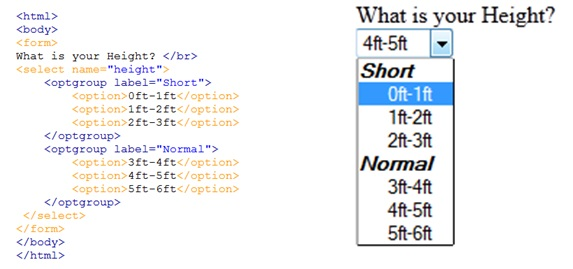 <html>
<body>
<form>
What is your Height? </br>
<select name="height">
    <optgroup label="Short">
        <option>0ft-1ft</option>
        <option>1ft-2ft</option>
        <option>2ft-3ft</option>
    </optgroup>
    <optgroup label="Normal">
        <option>3ft-4ft</option>
        <option>4ft-5ft</option>
        <option>5ft-6ft</option>
    </optgroup>
 </select>
</form>
</body>
</html>
What is your Height?
4ft-5ft
Short
0ft-1ft
1ft-2ft
2ft-3ft
Normal
3ft-4ft
4ft-5ft
5ft-6ft